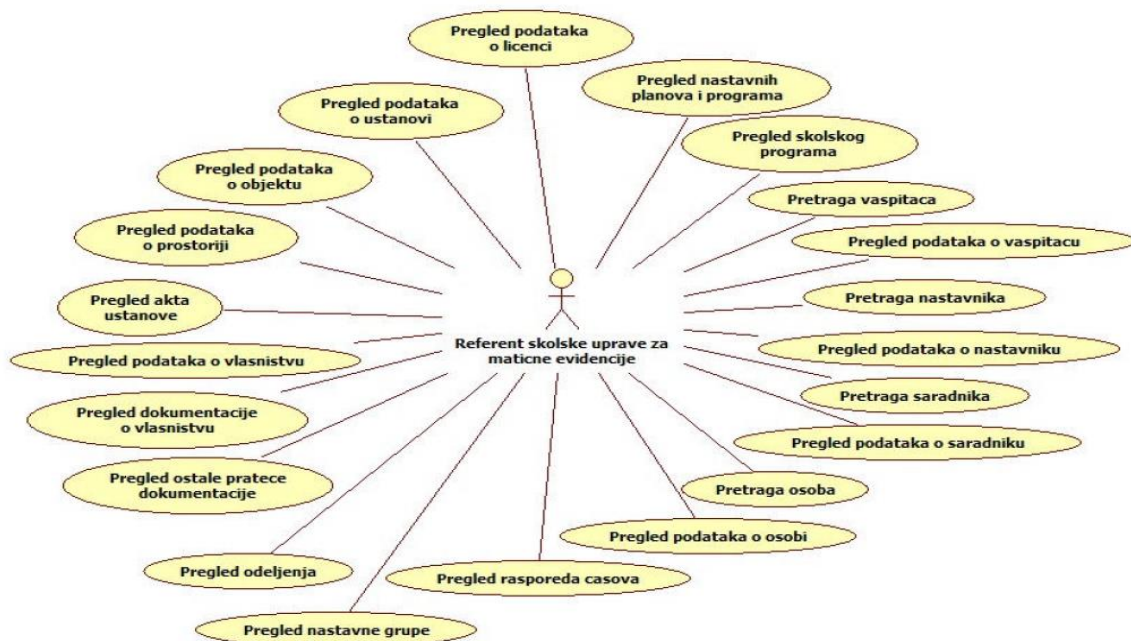 Pregled podataka
o licenci
Pregled nastavnih
planova i programa
Pregled podataka
o ustanovi
Pregled skolskog
programa
Pregled podataka
o objektu
Pretraga vaspitaca
Pregled podataka
o prostoriji
Pregled podataka o vaspitacu
Pregled akta
ustanove
Pretraga nastavnika
Referent skolske uprave za
maticne evidencije
Pregled podataka o vlasnistvu
Pregled podataka o nastavniku
Pregled dokumentacije
o vlasnistvu
Pretraga saradnika
Pregled podataka o saradniku
Pregled ostale pratece
dokumentacije
Pretraga osoba
Pregled podataka o osobi
Pregled odeljenja
Pregled rasporeda casova
Pregled nastavne grupe